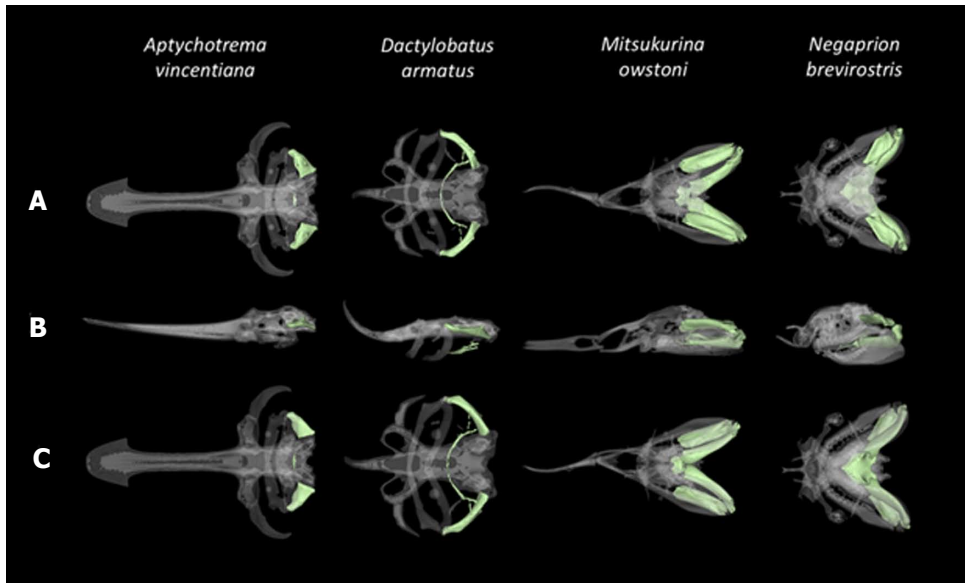 Aptychotrema
vincentiana
Dactylobatus
armatus
Mitsukurina
owstoni
Negaprion
brevirostris
A
B
C